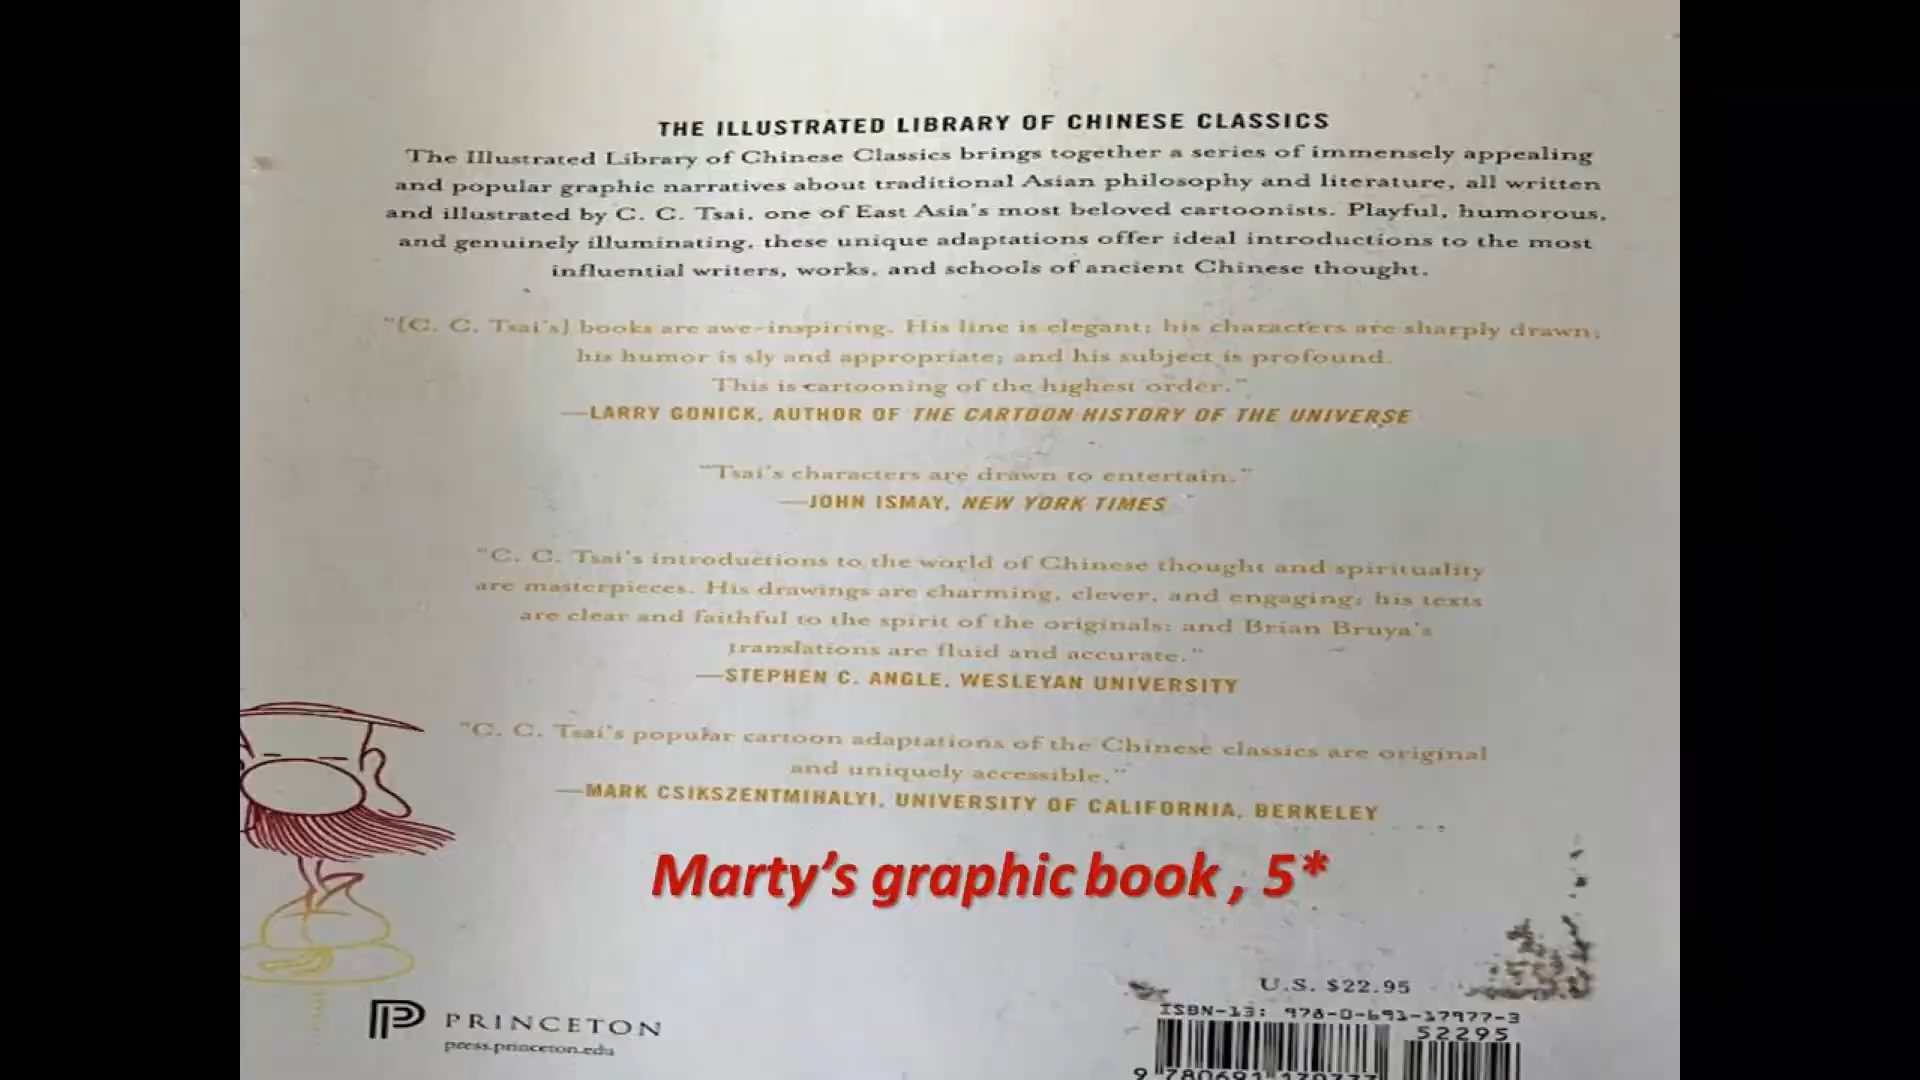 THE ILLUSTRATED LIBRARY OF CHINESE CLASSICS
The Illustrated Library of Chinese Classics brings together a series of immensely appealing
and popular graphic narratives about traditional Asian philosophy and literature, all written
and illustrated by C. C. Tsai, one of East Asia's most beloved cartoonists. Playful, humorous,
and genuinely illuminating, these unique adaptations offer ideal introductions to the most
influential writers, works, and schools of ancient Chinese thought.
"[C. C. Tsai's] books are awe-inspiring. His line is elegant; his characters are sharply drawn;
his humor is sly and appropriate; and his subject is profound.
This is cartooning of the highest order."
—LARRY GONICK, AUTHOR OF THE CARTOON HISTORY OF THE UNIVERSE
"Tsai's characters are drawn to entertain."
—JOHN ISMAY, NEW YORK TIMES
"C. C. Tsai's introductions to the world of Chinese thought and spirituality
are masterpieces. His drawings are charming, clever, and engaging; his texts
are clear and faithful to the spirit of the originals; and Brian Bruya's
translations are fluid and accurate."
—STEPHEN C. ANGLE, WESLEYAN UNIVERSITY
"C. C. Tsai's popular cartoon adaptations of the Chinese classics are original
and uniquely accessible."
—MARK CSIKSZENTMIHALYI, UNIVERSITY OF CALIFORNIA, BERKELEY
Marty's graphic book , 5*
U.S. $22.95
PRINCETON
press.princeton.edu
ISBN-13: 978-0-691-17977-3
52295
9 780691 179773